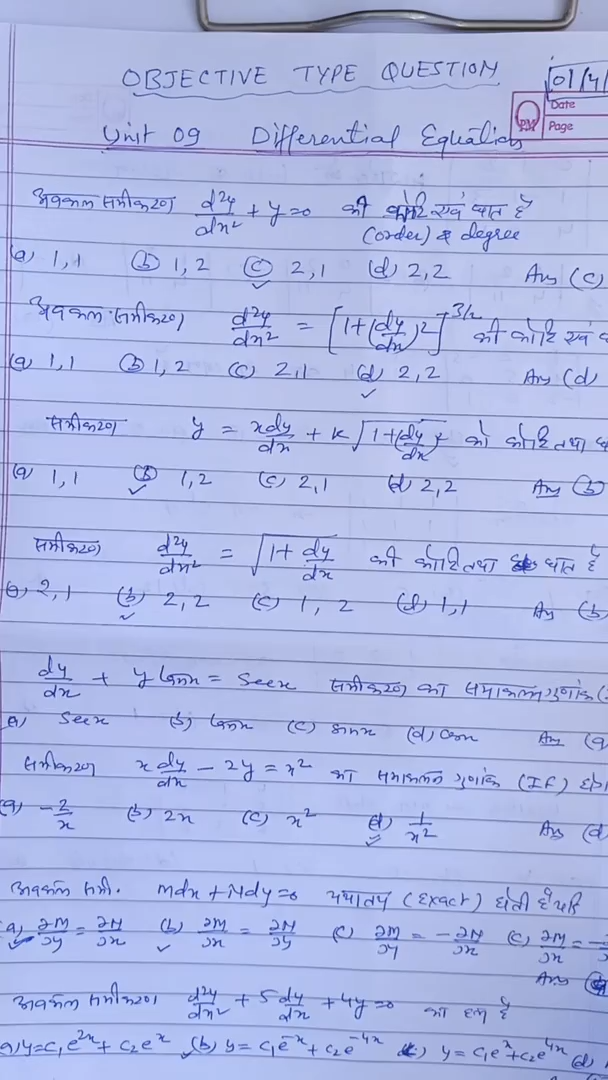 OBJECTIVE TYPE QUESTION
01/4/
Date
Page
Unit 09 Differential Equation
अवकल समीकरण d²y/dx² + y = 0 की कोटि एवं घात है
(order) & degree
(a) 1,1 (b) 1,2 (c) 2,1 (d) 2,2 Ans (c)
अवकल समीकरण d²y/dx² = [1+(dy/dx)²]^3/2 की कोटि एवं
(a) 1,1 (b) 1,2 (c) 2,1 (d) 2,2 Ans (d)
समीकरण y = xdy/dx + k√1+(dy/dx)² की कोटि तथा
(a) 1,1 (b) 1,2 (c) 2,1 (d) 2,2 Ans (b)
समीकरण d²y/dx² = √1+dy/dx की कोटि तथा घात है
2,1 (b) 2,2 (c) 1,2 (d) 1,1 Ans (b)
dy/dx + y tanx = secx समीकरण का समाकलन गुणांक
(a) secx (b) tanx (c) sinx (d) cosx Ans (a
समीकरण x dy/dx - 2y = x² का समाकलन गुणांक (IF) होगा
(a) -2/x (b) 2x (c) x² (d) 1/x² Ans (d)
अवकल समी. Mdx + Ndy = 0 यथातथ (Exact) होती है यदि
(a) ∂M/∂y = ∂N/∂x (b) ∂M/∂x = ∂N/∂y (c) ∂M/∂y = -∂N/∂x (c) ∂M/∂x = -
Ans
अवकल समीकरण d²y/dx² + 5dy/dx + 4y = 0 का हल है
a) y=c₁e^2x + c₂e^x (b) y = c₁e^-x + c₂e^-4x (c) y = c₁e^x + c₂e^4x (d)